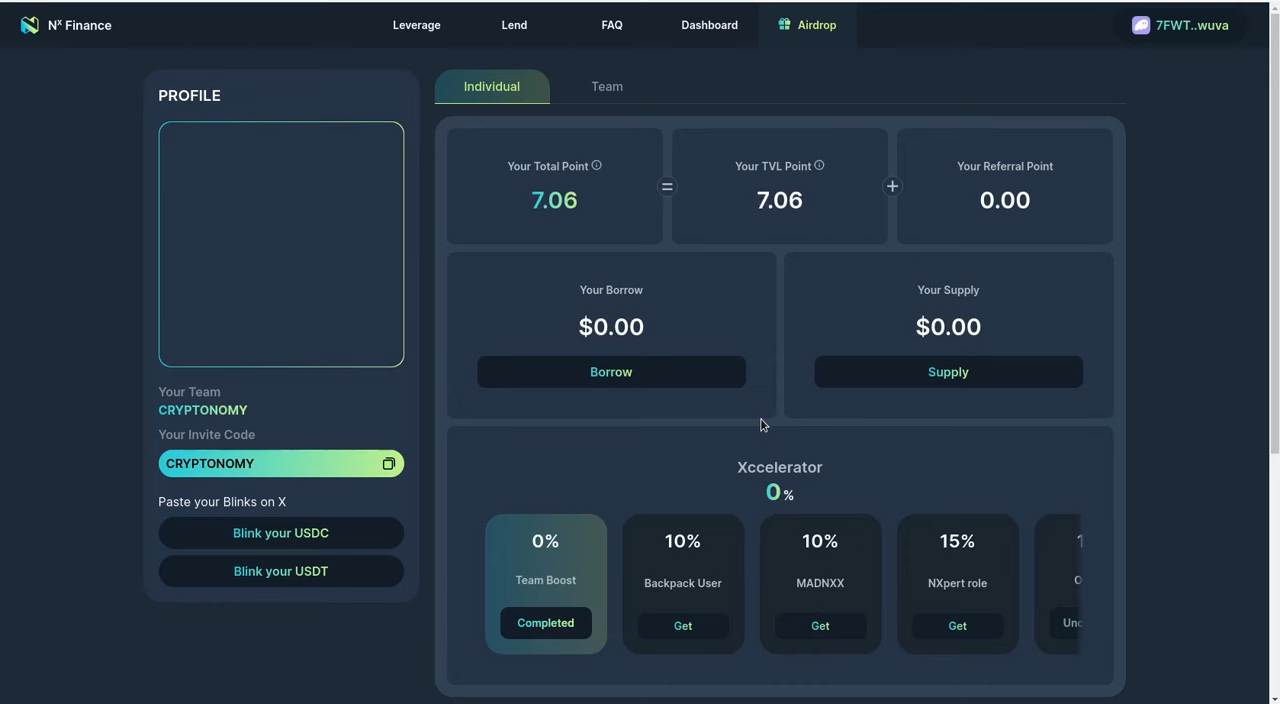 Nˣ Finance
Leverage
Lend
FAQ
Dashboard
Airdrop
7FWT..wuva
PROFILE
Your Team
CRYPTONOMY
Your Invite Code
CRYPTONOMY
Paste your Blinks on X
Blink your USDC
Blink your USDT
Individual
Team
Your Total Point
7.06
=
Your TVL Point
7.06
+
Your Referral Point
0.00
Your Borrow
$0.00
Borrow
Your Supply
$0.00
Supply
Xccelerator
0 %
0%
Team Boost
Completed
10%
Backpack User
Get
10%
MADNXX
Get
15%
NXpert role
Get